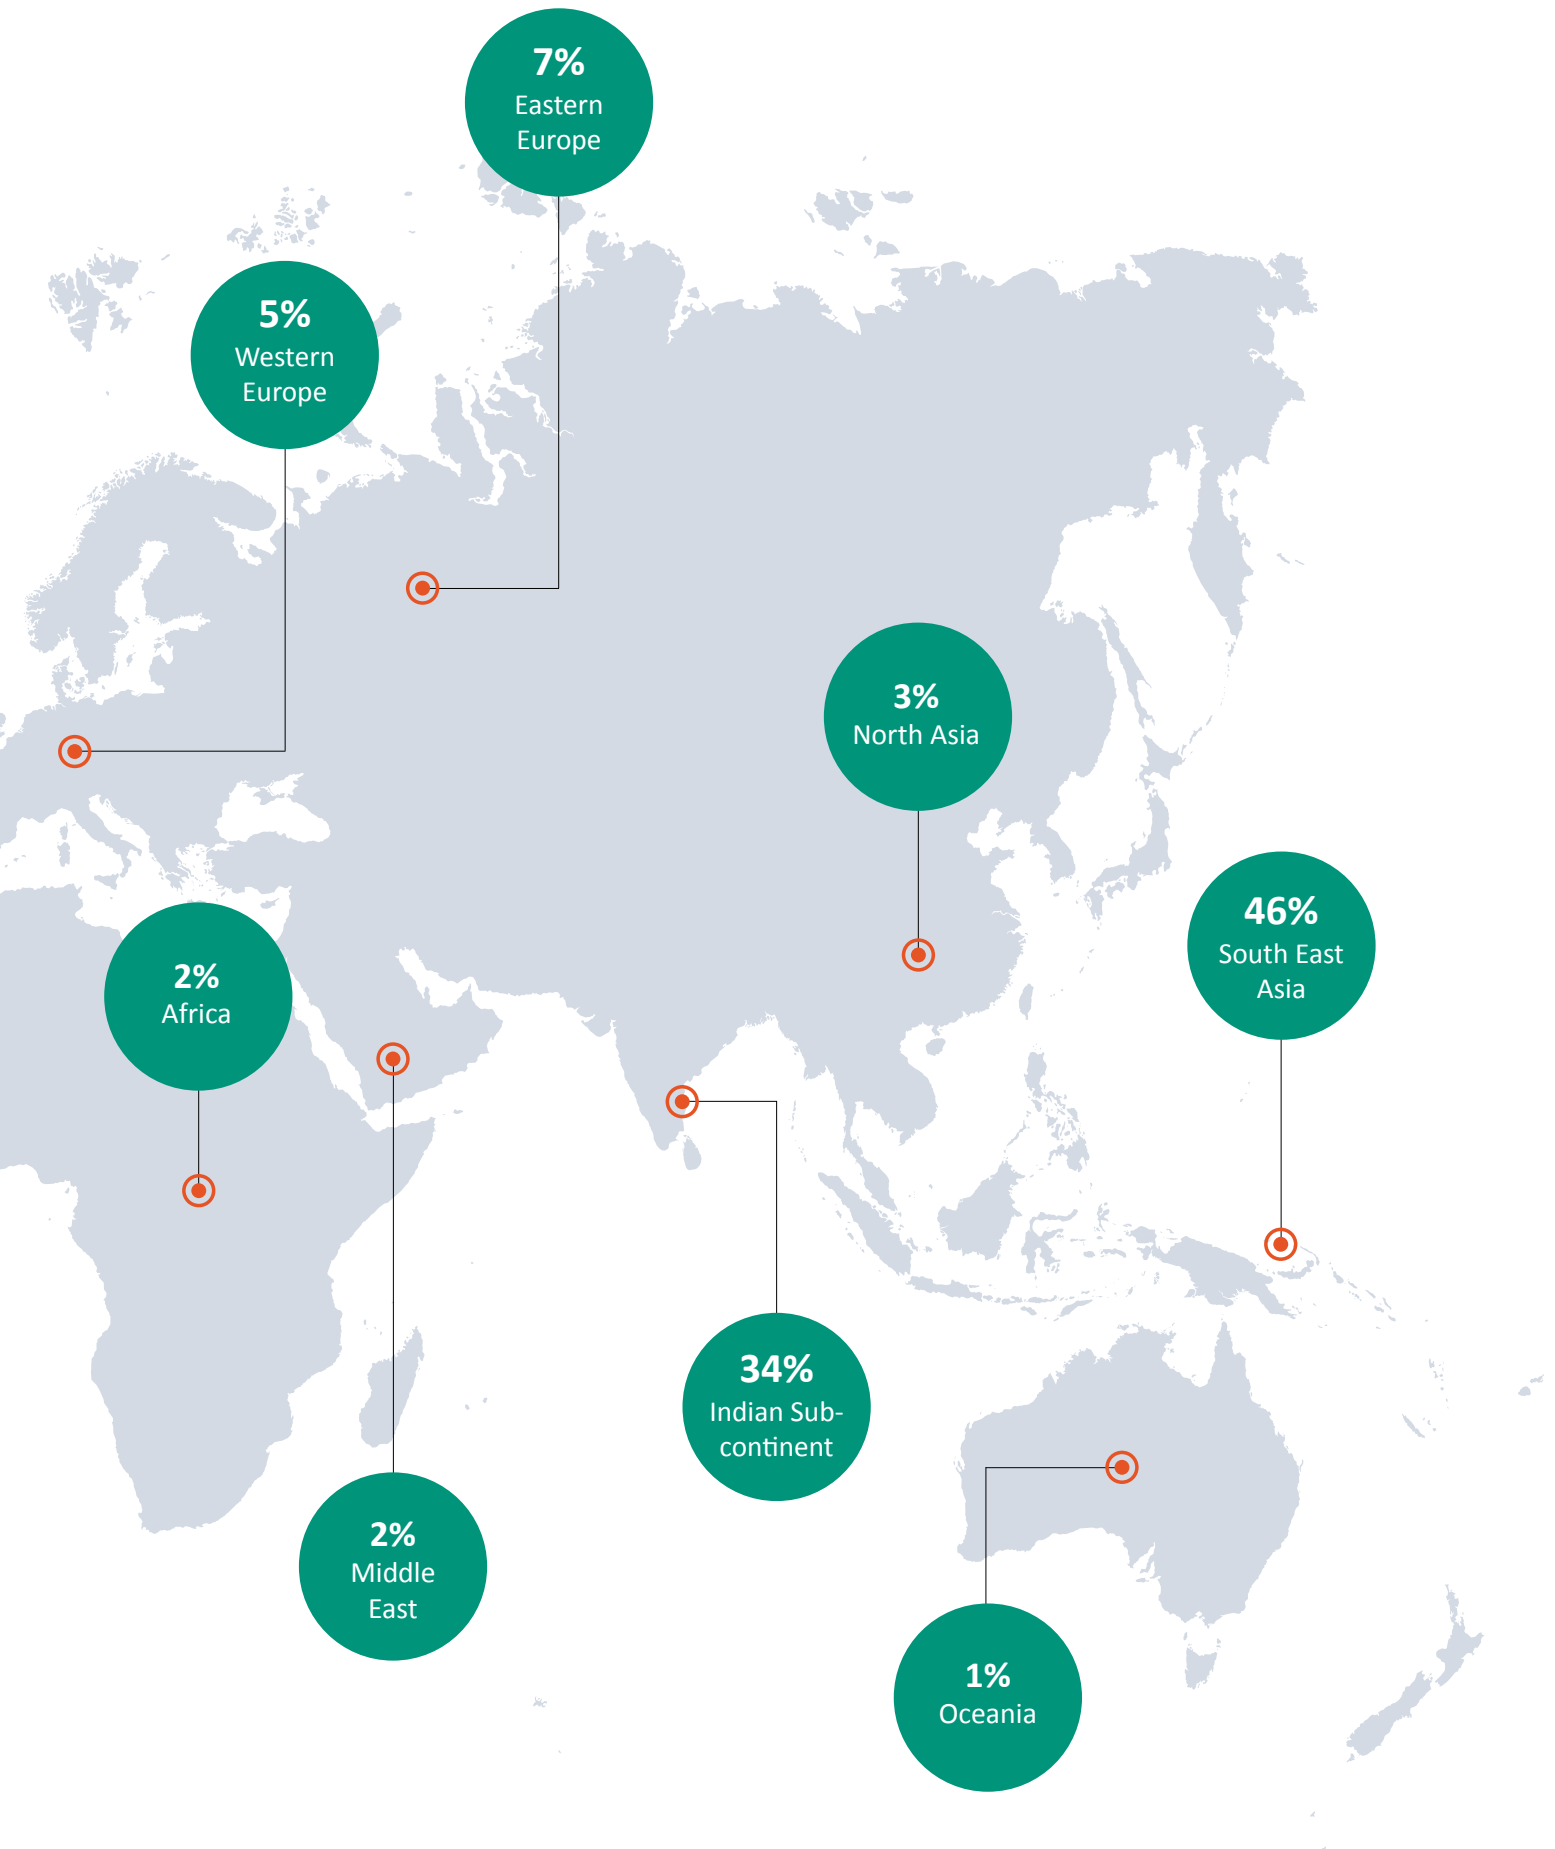 7%
Eastern
Europe
5%
Western
Europe
3%
North Asia
46%
South East
Asia
2%
Africa
34%
Indian Sub-
continent
2%
Middle
East
1%
Oceania